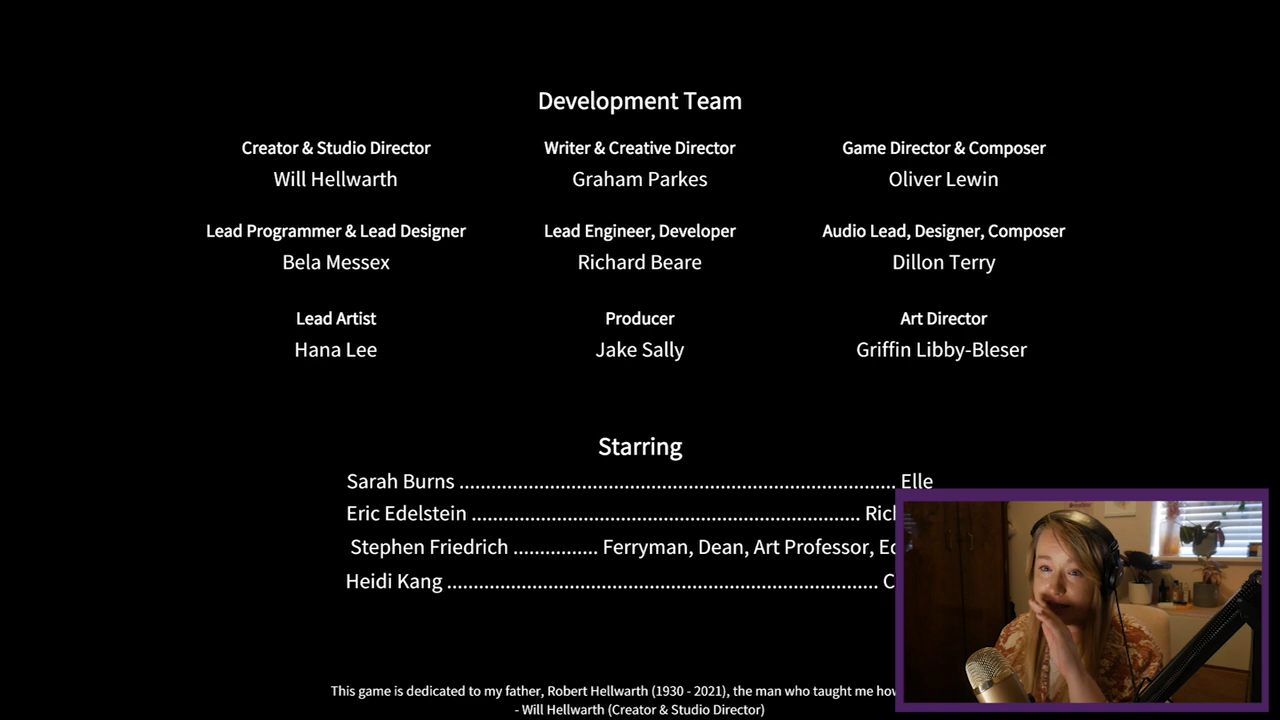 Development Team
Creator & Studio Director
Will Hellwarth
Writer & Creative Director
Graham Parkes
Game Director & Composer
Oliver Lewin
Lead Programmer & Lead Designer
Bela Messex
Lead Engineer, Developer
Richard Beare
Audio Lead, Designer, Composer
Dillon Terry
Lead Artist
Hana Lee
Producer
Jake Sally
Art Director
Griffin Libby-Bleser
Starring
Sarah Burns ................................................................................... Elle
Eric Edelstein .......................................................................... 
Stephen Friedrich ................ Ferryman, Dean, Art Professor,
Heidi Kang ..................................................................................
This game is dedicated to my father, Robert Hellwarth (1930 - 2021), the man who taught me
- Will Hellwarth (Creator & Studio Director)